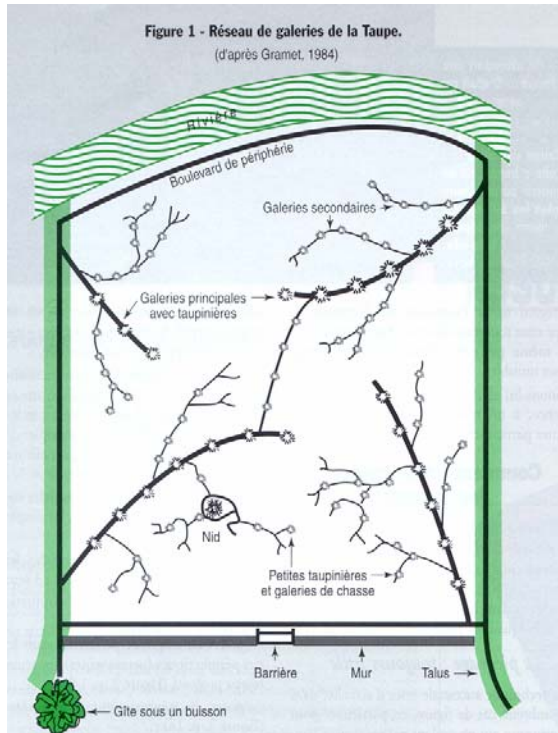 Figure 1 - Réseau de galeries de la Taupe.
(d'après Gramet, 1984)
Rivière
Boulevard de périphérie
Galeries secondaires
Galeries principales
avec taupinières
Nid
Petites taupinières
et galeries de chasse
Barrière
Mur
Talus
Gîte sous un buisson